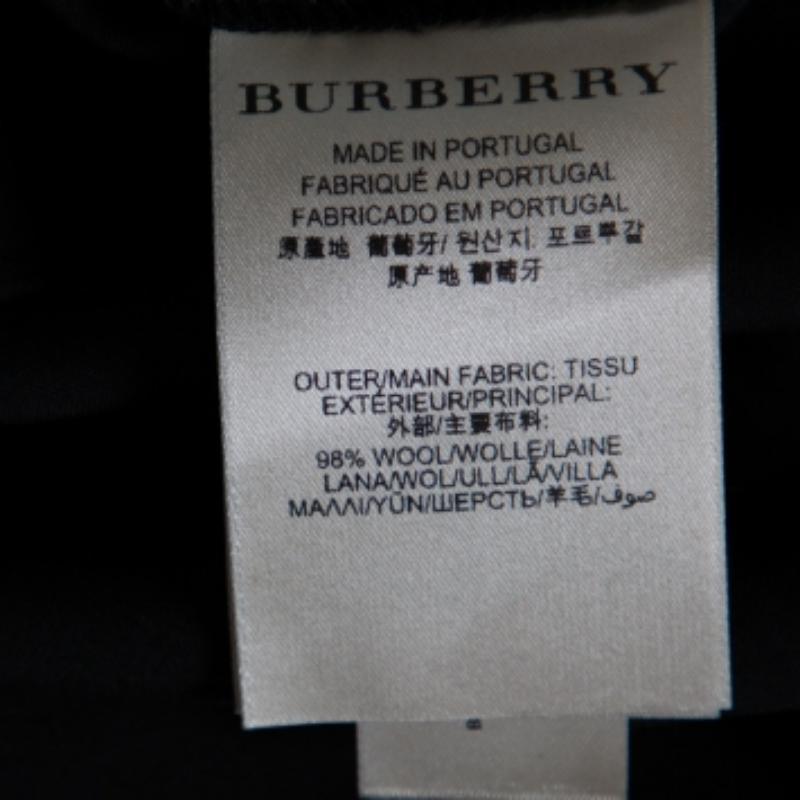 BURBERRY
MADE IN PORTUGAL
FABRIQUÉ AU PORTUGAL
FABRICADO EM PORTUGAL
原產地 葡萄牙/ 원산지: 포르투갈
原产地 葡萄牙
OUTER/MAIN FABRIC: TISSU
EXTÉRIEUR/PRINCIPAL:
外部/主要布料:
98% WOOL/WOLLE/LAINE
LANA/WOL/ULL/LÃ/VILLA
ΜΑΛΛΙ/YÜN/ШЕРСТЬ/羊毛/صوف